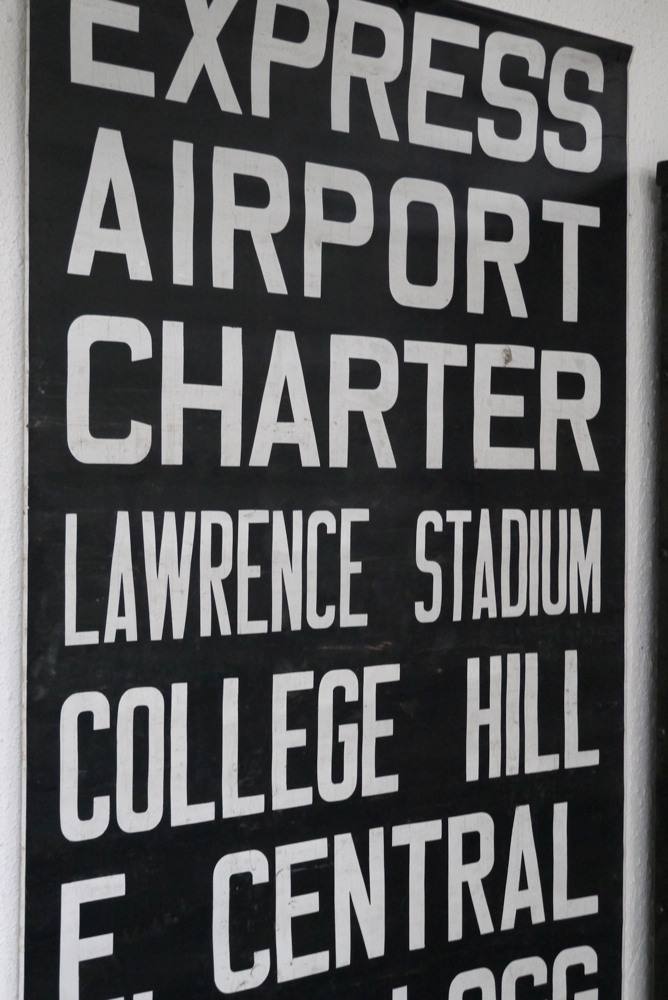 EXPRESS
AIRPORT
CHARTER
LAWRENCE STADIUM
COLLEGE HILL
E. CENTRAL